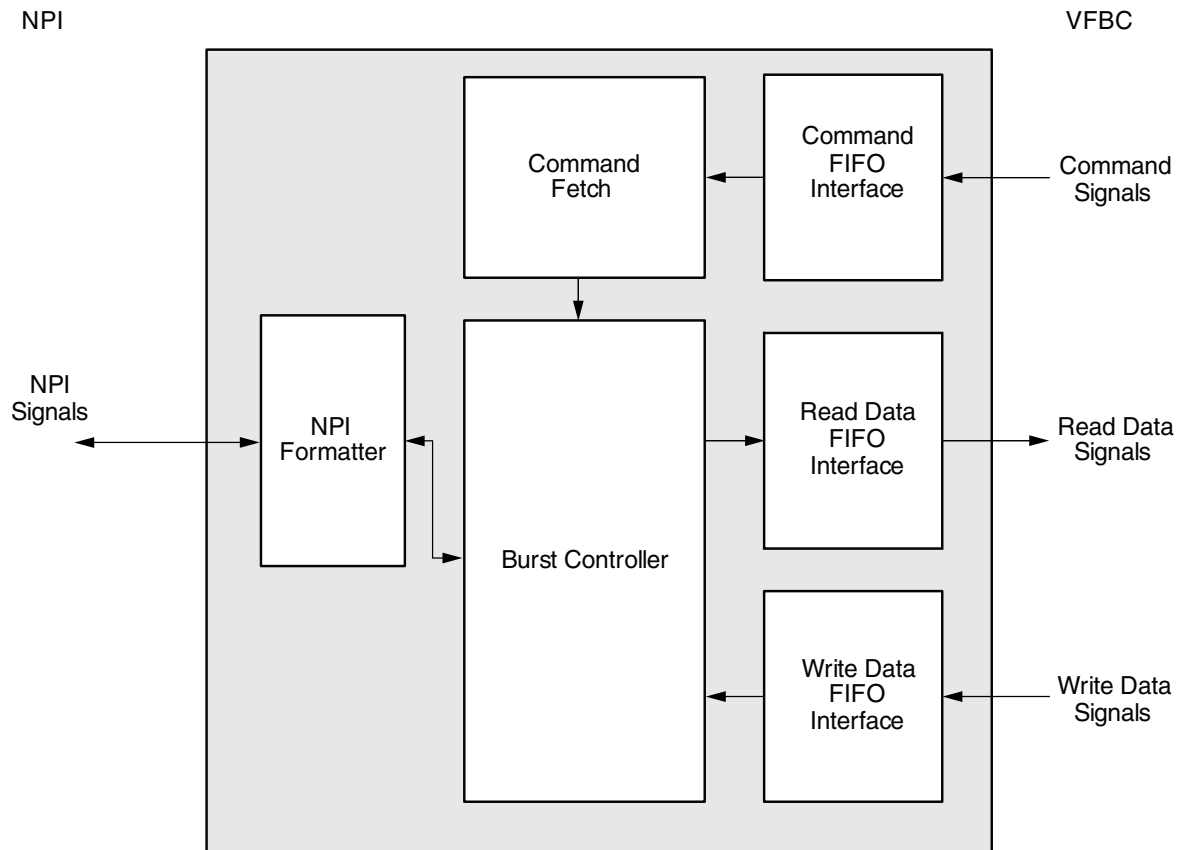 NPI
VFBC
Command
Fetch
Command
FIFO
Interface
Command
Signals
NPI
Signals
NPI
Formatter
Burst Controller
Read Data
FIFO
Interface
Read Data
Signals
Write Data
FIFO
Interface
Write Data
Signals